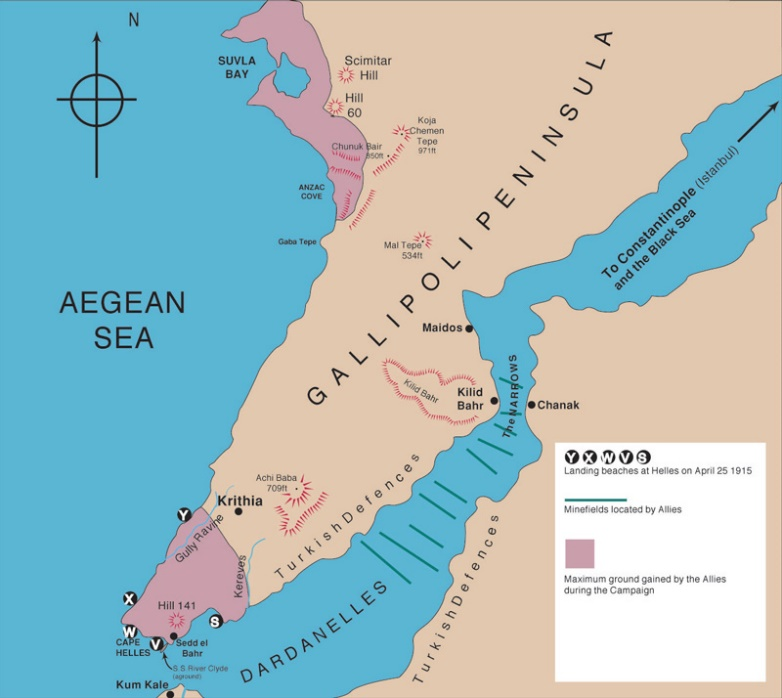 N
SUVLA
BAY
Scimitar
Hill
Hill
60
Koja
Chemen
Tepe
971ft
Chunuk Bair
850ft
ANZAC
COVE
Gaba Tepe
Mal Tepe
534ft
GALLIPOLI PENINSULA
To Constantinople (Istanbul)
and the Black Sea
AEGEAN
SEA
Maidos
The NARROWS
Kilid Bahr
Kilid
Bahr
Chanak
Achi Baba
709ft
Krithia
Turkish Defences
Turkish Defences
Y
Gully Ravine
Kereves
X
Hill 141
W
V
S
CAPE
HELLES
Sedd el
Bahr
S S River Clyde
(aground)
DARDANELLES
Kum Kale
Y X W V S
Landing beaches at Helles on April 25 1915
Minefields located by Allies
Maximum ground gained by the Allies
during the Campaign